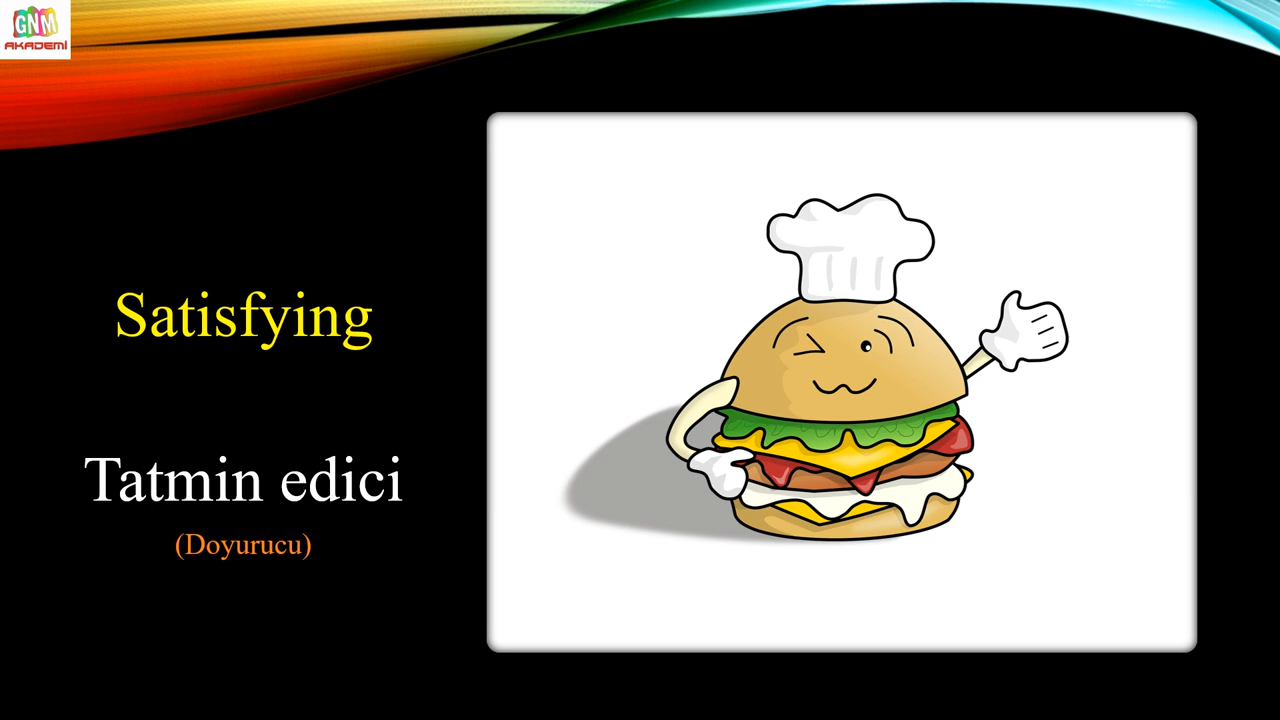 GNM
AKADEMİ
Satisfying
Tatmin edici
(Doyurucu)